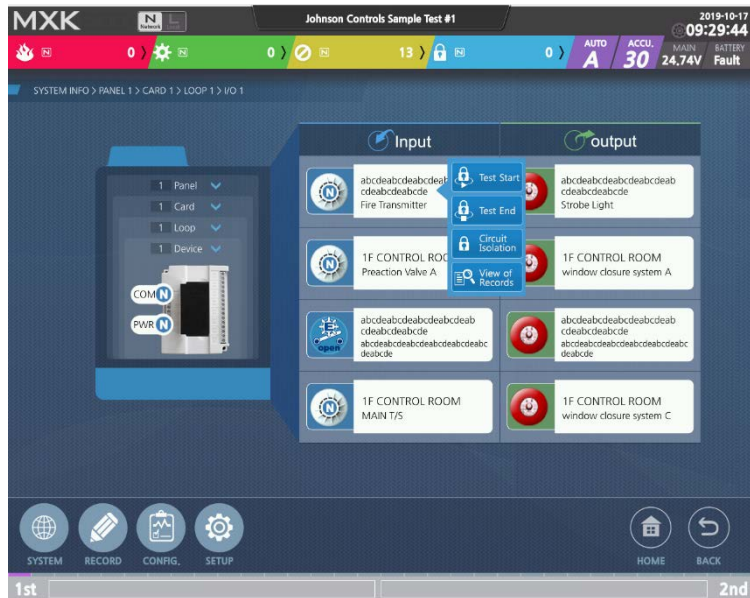 MXK
N
Network
L
Johnson Controls Sample Test #1
2019-10-17
09:29:44
N 0
N 0
N 13
N 0
AUTO
A
ACCU.
30
MAIN
24.74V
BATTERY
Fault
SYSTEM INFO > PANEL 1 > CARD 1 > LOOP 1 > I/O 1
1 Panel
1 Card
1 Loop
1 Device
COM N
PWR N
Input
output
N
abcdeabcdeabcdeab
cdeabcdeabcde
Fire Transmitter
Test Start
Test End
Circuit
Isolation
View of
Records
abcdeabcdeabcdeabcdeab
cdeabcdeabcde
Strobe Light
N
1F CONTROL ROO
Preaction Valve A
1F CONTROL ROOM
window closure system A
E
open
abcdeabcdeabcdeabcdeab
cdeabcdeabcde
abcdeabcdeabcdeabcdeabcdeabc
deabcde
abcdeabcdeabcdeabcdeab
cdeabcdeabcde
abcdeabcdeabcdeabcdeabcdeabc
deabcde
N
1F CONTROL ROOM
MAIN T/S
1F CONTROL ROOM
window closure system C
SYSTEM
RECORD
CONFIG.
SETUP
HOME
BACK
1st
2nd